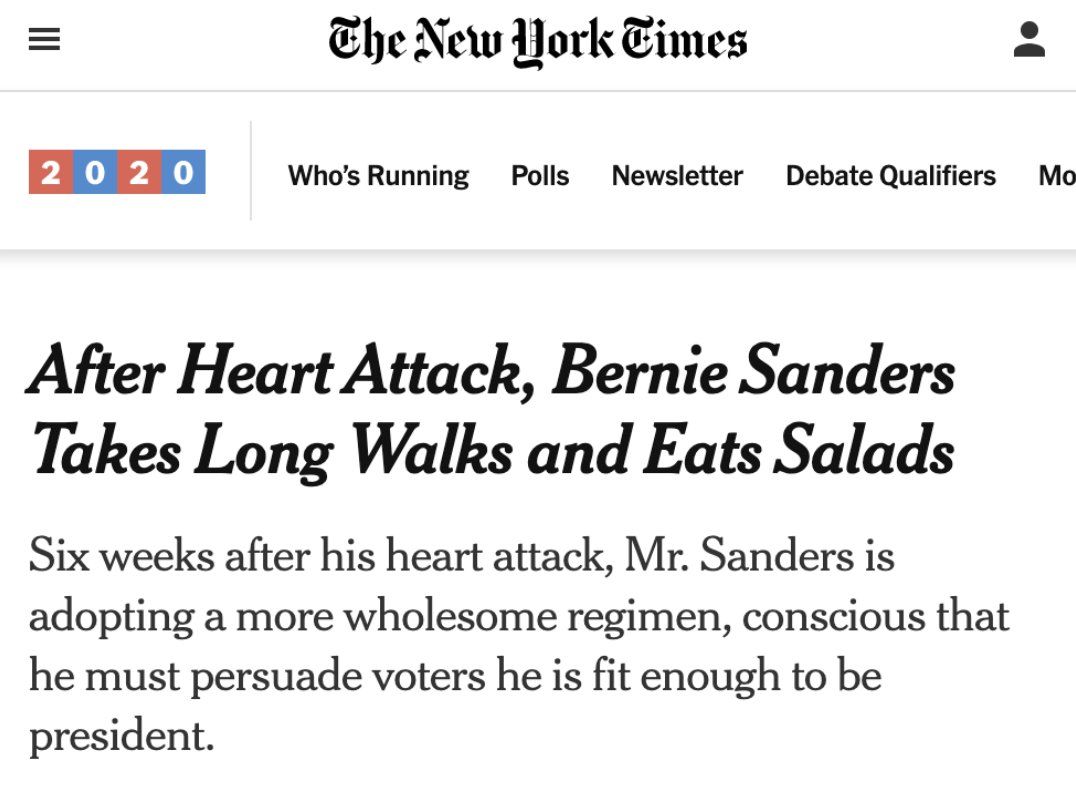 The New York Times
2020
Who's Running Polls Newsletter Debate Qualifiers Mo
After Heart Attack, Bernie Sanders
Takes Long Walks and Eats Salads
Six weeks after his heart attack, Mr. Sanders is
adopting a more wholesome regimen, conscious that
he must persuade voters he is fit enough to be
president.